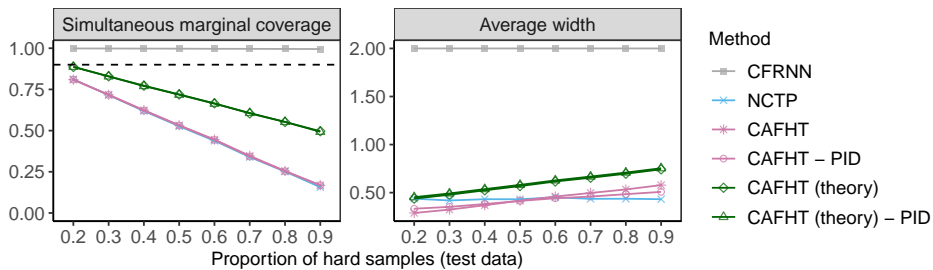 Simultaneous marginal coverage
Average width
1.00
0.75
0.50
0.25
0.00
2.00
1.50
1.00
0.50
0.2 0.3 0.4 0.5 0.6 0.7 0.8 0.9
0.2 0.3 0.4 0.5 0.6 0.7 0.8 0.9
Proportion of hard samples (test data)
Method
CFRNN
NCTP
CAFHT
CAFHT − PID
CAFHT (theory)
CAFHT (theory) − PID